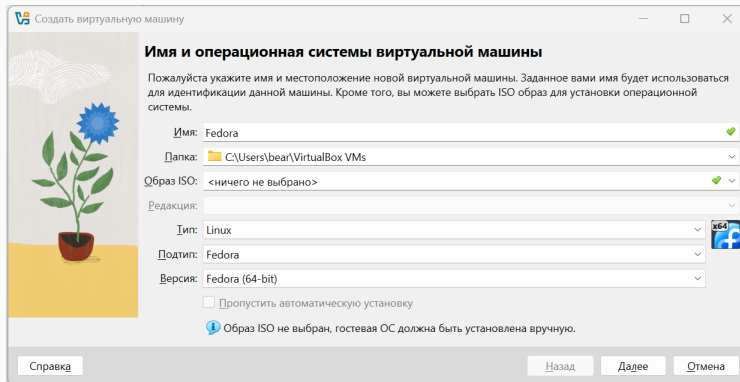 Создать виртуальную машину
Имя и операционная системы виртуальной машины
Пожалуйста укажите имя и местоположение новой виртуальной машины. Заданное вами имя будет использоваться
для идентификации данной машины. Кроме того, вы можете выбрать ISO образ для установки операционной
системы.
Имя: Fedora
Папка: C:\Users\bear\VirtualBox VMs
Образ ISO: <ничего не выбрано>
Редакция:
Тип: Linux
x64
Подтип: Fedora
Версия: Fedora (64-bit)
Пропустить автоматическую установку
Образ ISO не выбран, гостевая ОС должна быть установлена вручную.
Справка Назад Далее Отмена